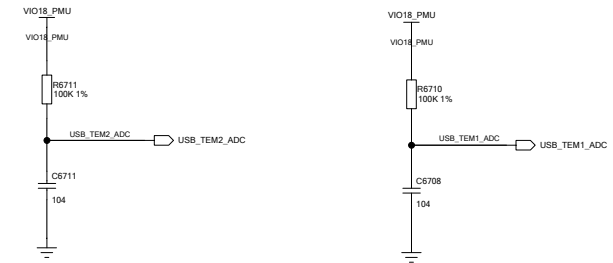 VIO18_PMU
VIO18_PMU
R6711
100K 1%
USB_TEM2_ADC
USB_TEM2_ADC
C6711
104
VIO18_PMU
VIO18_PMU
R6710
100K 1%
USB_TEM1_ADC
USB_TEM1_ADC
C6708
104